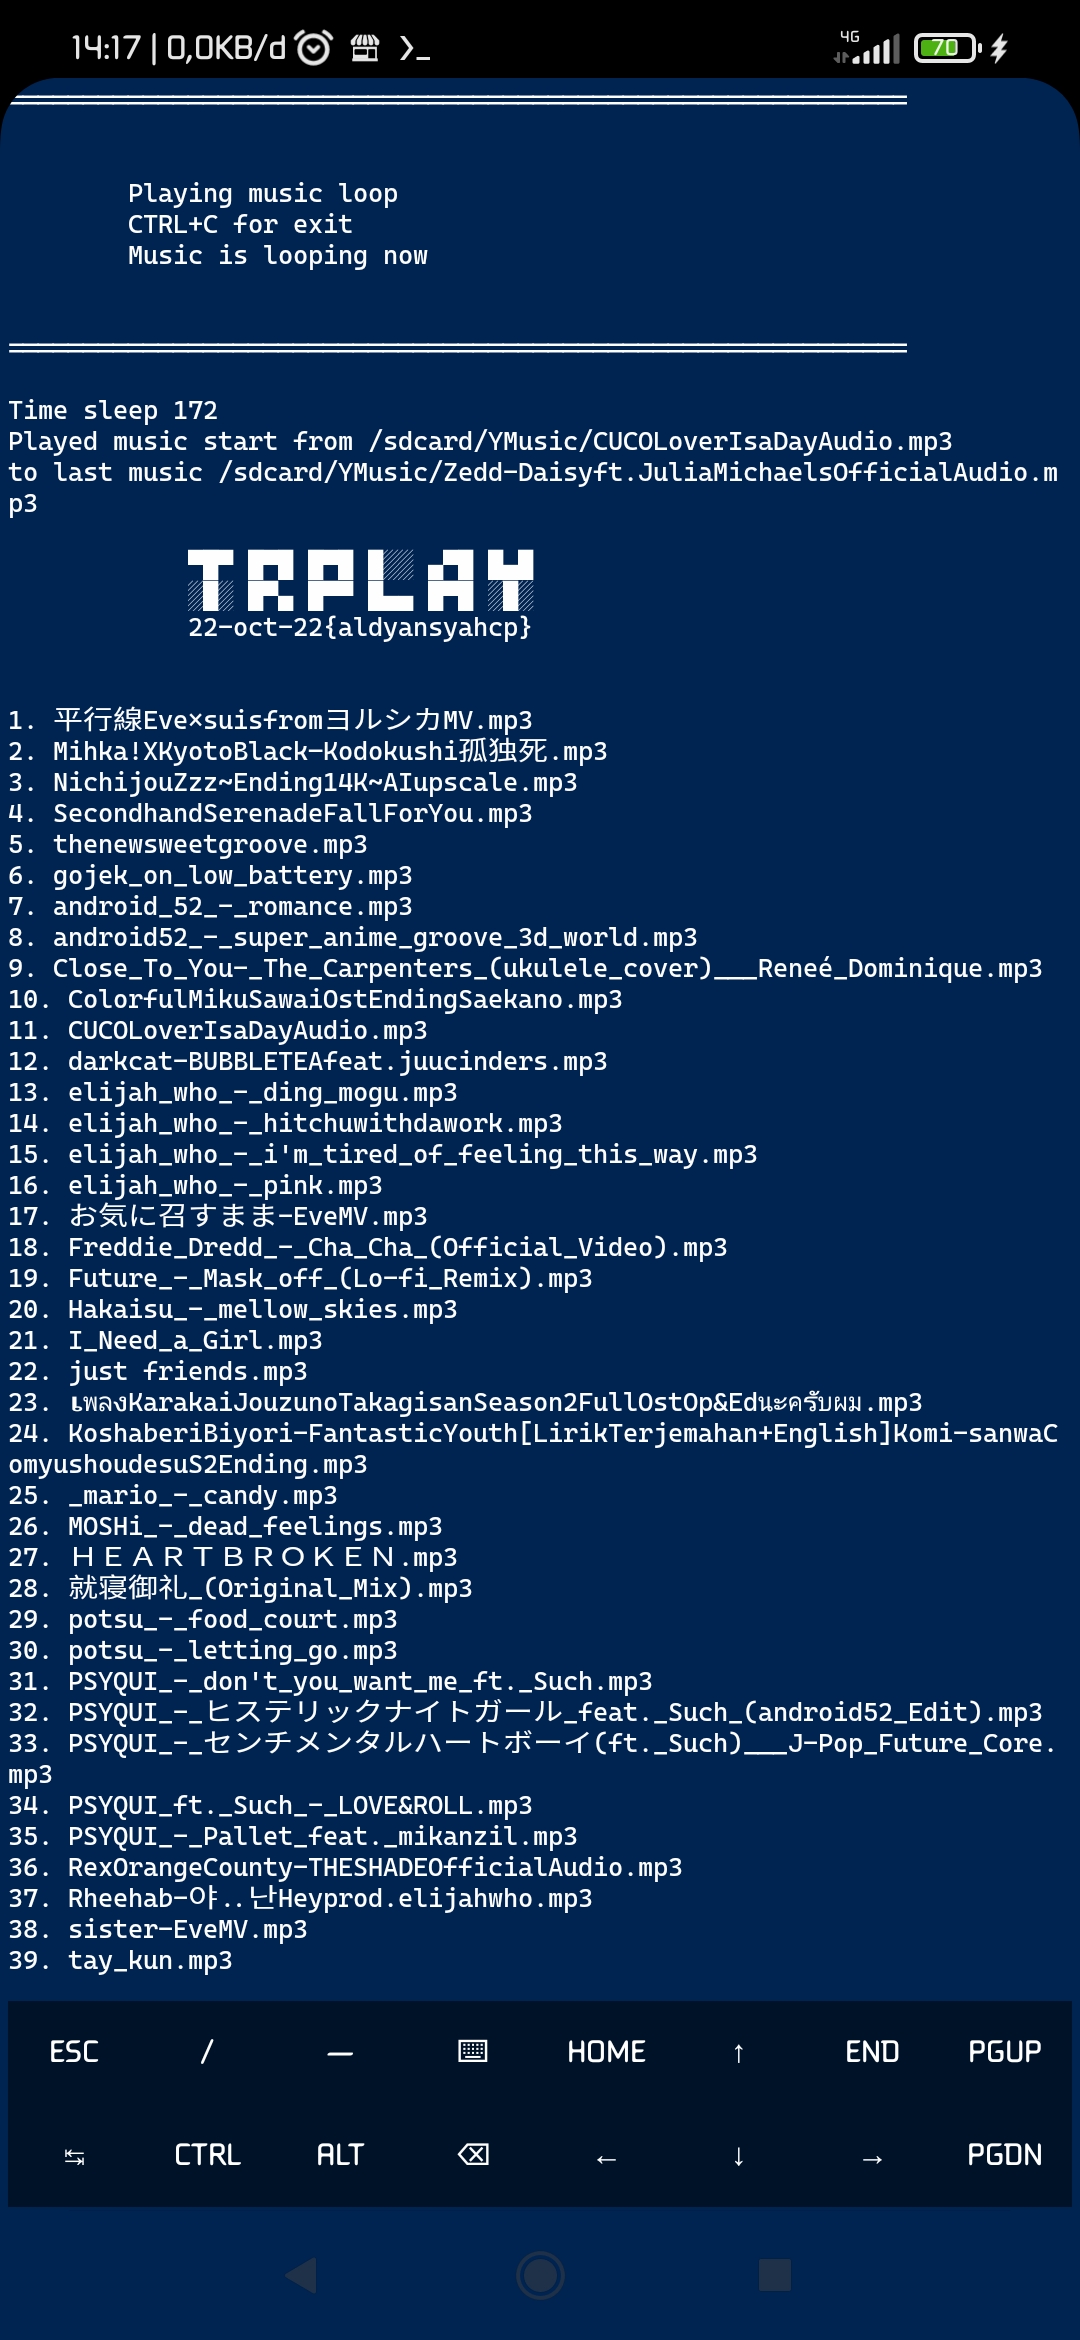 14:17 | 0,0KB/d
4G
70
Playing music loop
CTRL+C for exit
Music is looping now
Time sleep 172
Played music start from /sdcard/YMusic/CUCOLoverIsaDayAudio.mp3
to last music /sdcard/YMusic/Zedd-Daisyft.JuliaMichaelsOfficialAudio.m
p3
TRPLAY
22-oct-22{aldyansyahcp}
1. 平行線Eve×suisfromヨルシカMV.mp3
2. Mihka!XKyotoBlack-Kodokushi孤独死.mp3
3. NichijouZzz~Ending14K~AIupscale.mp3
4. SecondhandSerenadeFallForYou.mp3
5. thenewsweetgroove.mp3
6. gojek_on_low_battery.mp3
7. android_52_-_romance.mp3
8. android52_-_super_anime_groove_3d_world.mp3
9. Close_To_You-_The_Carpenters_(ukulele_cover)___Reneé_Dominique.mp3
10. ColorfulMikuSawaiOstEndingSaekano.mp3
11. CUCOLoverIsaDayAudio.mp3
12. darkcat-BUBBLETEAfeat.juucinders.mp3
13. elijah_who_-_ding_mogu.mp3
14. elijah_who_-_hitchuwithdawork.mp3
15. elijah_who_-_i'm_tired_of_feeling_this_way.mp3
16. elijah_who_-_pink.mp3
17. お気に召すまま-EveMV.mp3
18. Freddie_Dredd_-_Cha_Cha_(Official_Video).mp3
19. Future_-_Mask_off_(Lo-fi_Remix).mp3
20. Hakaisu_-_mellow_skies.mp3
21. I_Need_a_Girl.mp3
22. just friends.mp3
23. เพลงKarakaiJouzunoTakagisanSeason2FullOstOp&Edนะครับผม.mp3
24. KoshaberiBiyori-FantasticYouth[LirikTerjemahan+English]Komi-sanwaC
omyushoudesuS2Ending.mp3
25. _mario_-_candy.mp3
26. MOSHi_-_dead_feelings.mp3
27. ＨＥＡＲＴＢＲＯＫＥＮ.mp3
28. 就寝御礼_(Original_Mix).mp3
29. potsu_-_food_court.mp3
30. potsu_-_letting_go.mp3
31. PSYQUI_-_don't_you_want_me_ft._Such.mp3
32. PSYQUI_-_ヒステリックナイトガール_feat._Such_(android52_Edit).mp3
33. PSYQUI_-_センチメンタルハートボーイ(ft._Such)___J-Pop_Future_Core.
mp3
34. PSYQUI_ft._Such_-_LOVE&ROLL.mp3
35. PSYQUI_-_Pallet_feat._mikanzil.mp3
36. RexOrangeCounty-THESHADEOfficialAudio.mp3
37. Rheehab-야..난Heyprod.elijahwho.mp3
38. sister-EveMV.mp3
39. tay_kun.mp3
ESC / — HOME ↑ END PGUP
↹ CTRL ALT ⌫ ← ↓ → PGDN